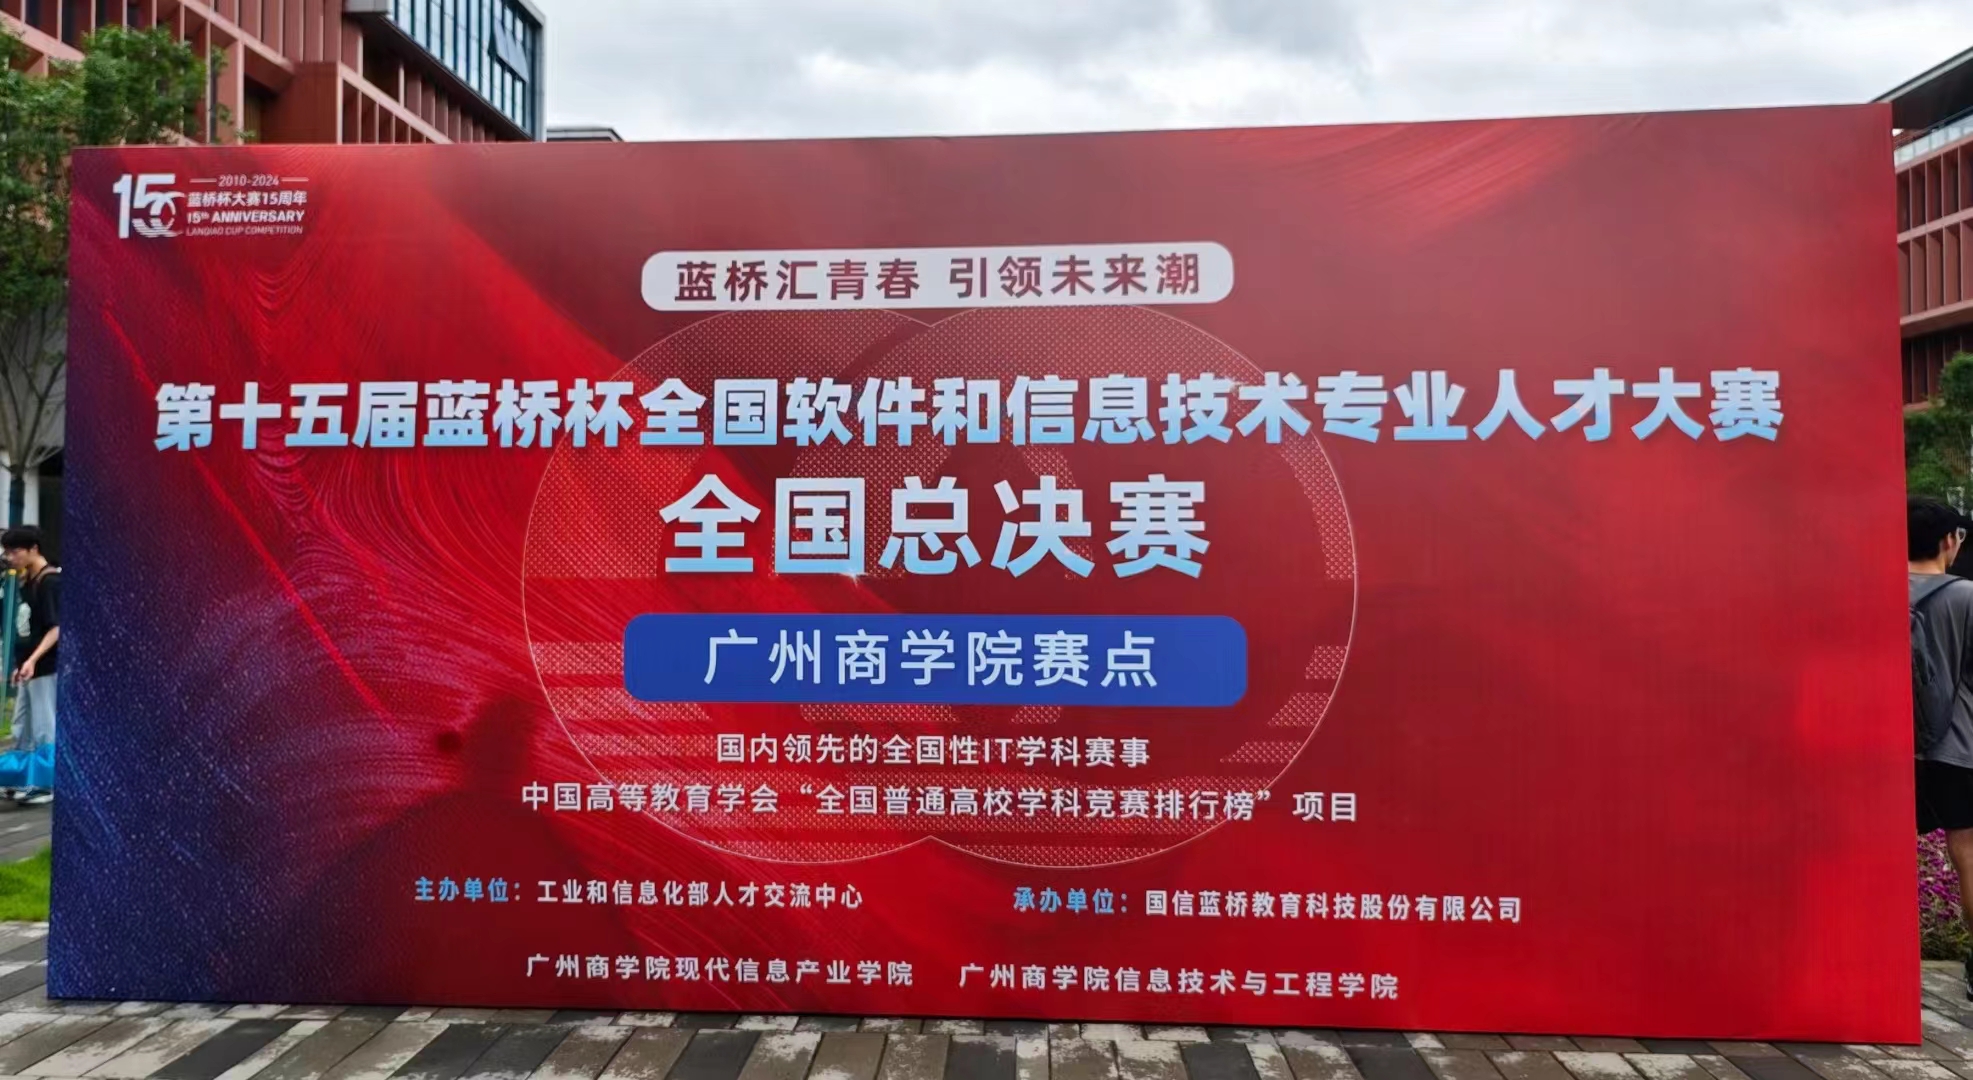 2010-2024
蓝桥杯大赛15周年
15th ANNIVERSARY
LANQIAO CUP COMPETITION
15
蓝桥汇青春 引领未来潮
第十五届蓝桥杯全国软件和信息技术专业人才大赛
全国总决赛
广州商学院赛点
国内领先的全国性IT学科赛事
中国高等教育学会“全国普通高校学科竞赛排行榜”项目
主办单位：工业和信息化部人才交流中心 承办单位：国信蓝桥教育科技股份有限公司
广州商学院现代信息产业学院 广州商学院信息技术与工程学院